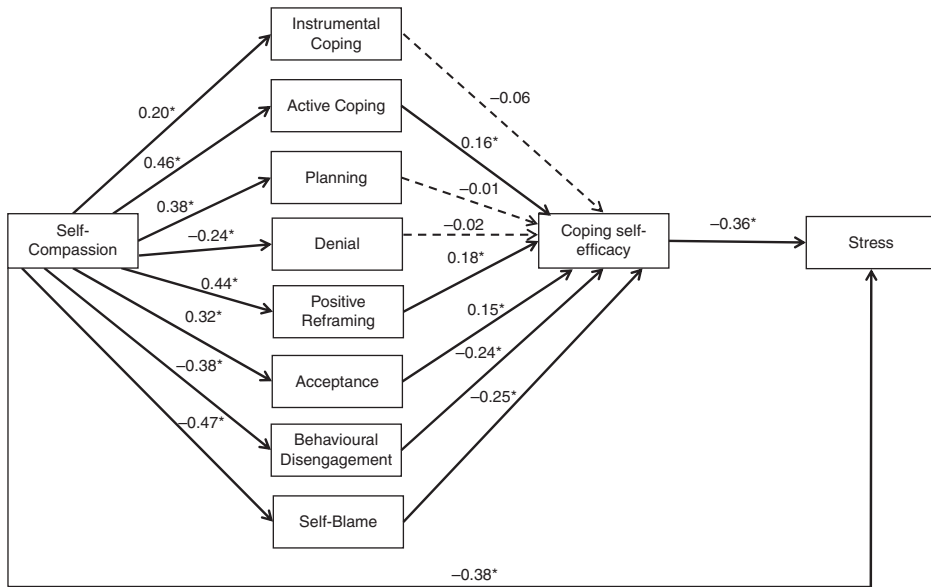 Instrumental
Coping
–0.06
0.20*
Active Coping
0.16*
0.46*
Planning
–0.01
0.38*
Self-
Compassion
–0.24*
Denial
–0.02
Coping self-
efficacy
–0.36*
Stress
0.44*
Positive
Reframing
0.18*
0.32*
0.15*
–0.38*
Acceptance
–0.24*
–0.25*
–0.47*
Behavioural
Disengagement
Self-Blame
–0.38*